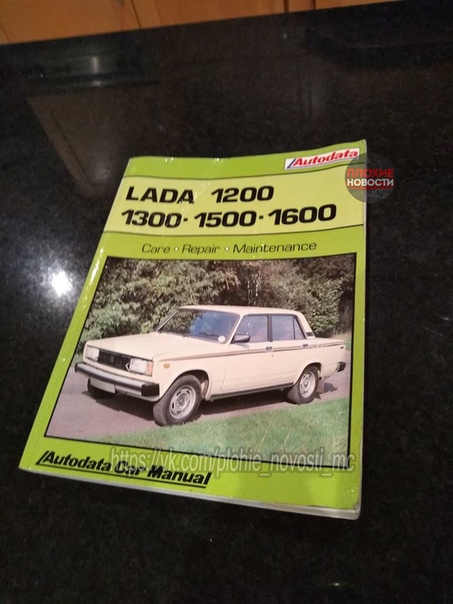 Autodata
ПЛОХИЕ
НОВОСТИ
LADA 1200
1300·1500·1600
Care · Repair · Maintenance
https://vk.com/plohie_novosti_mc
Autodata Car Manual